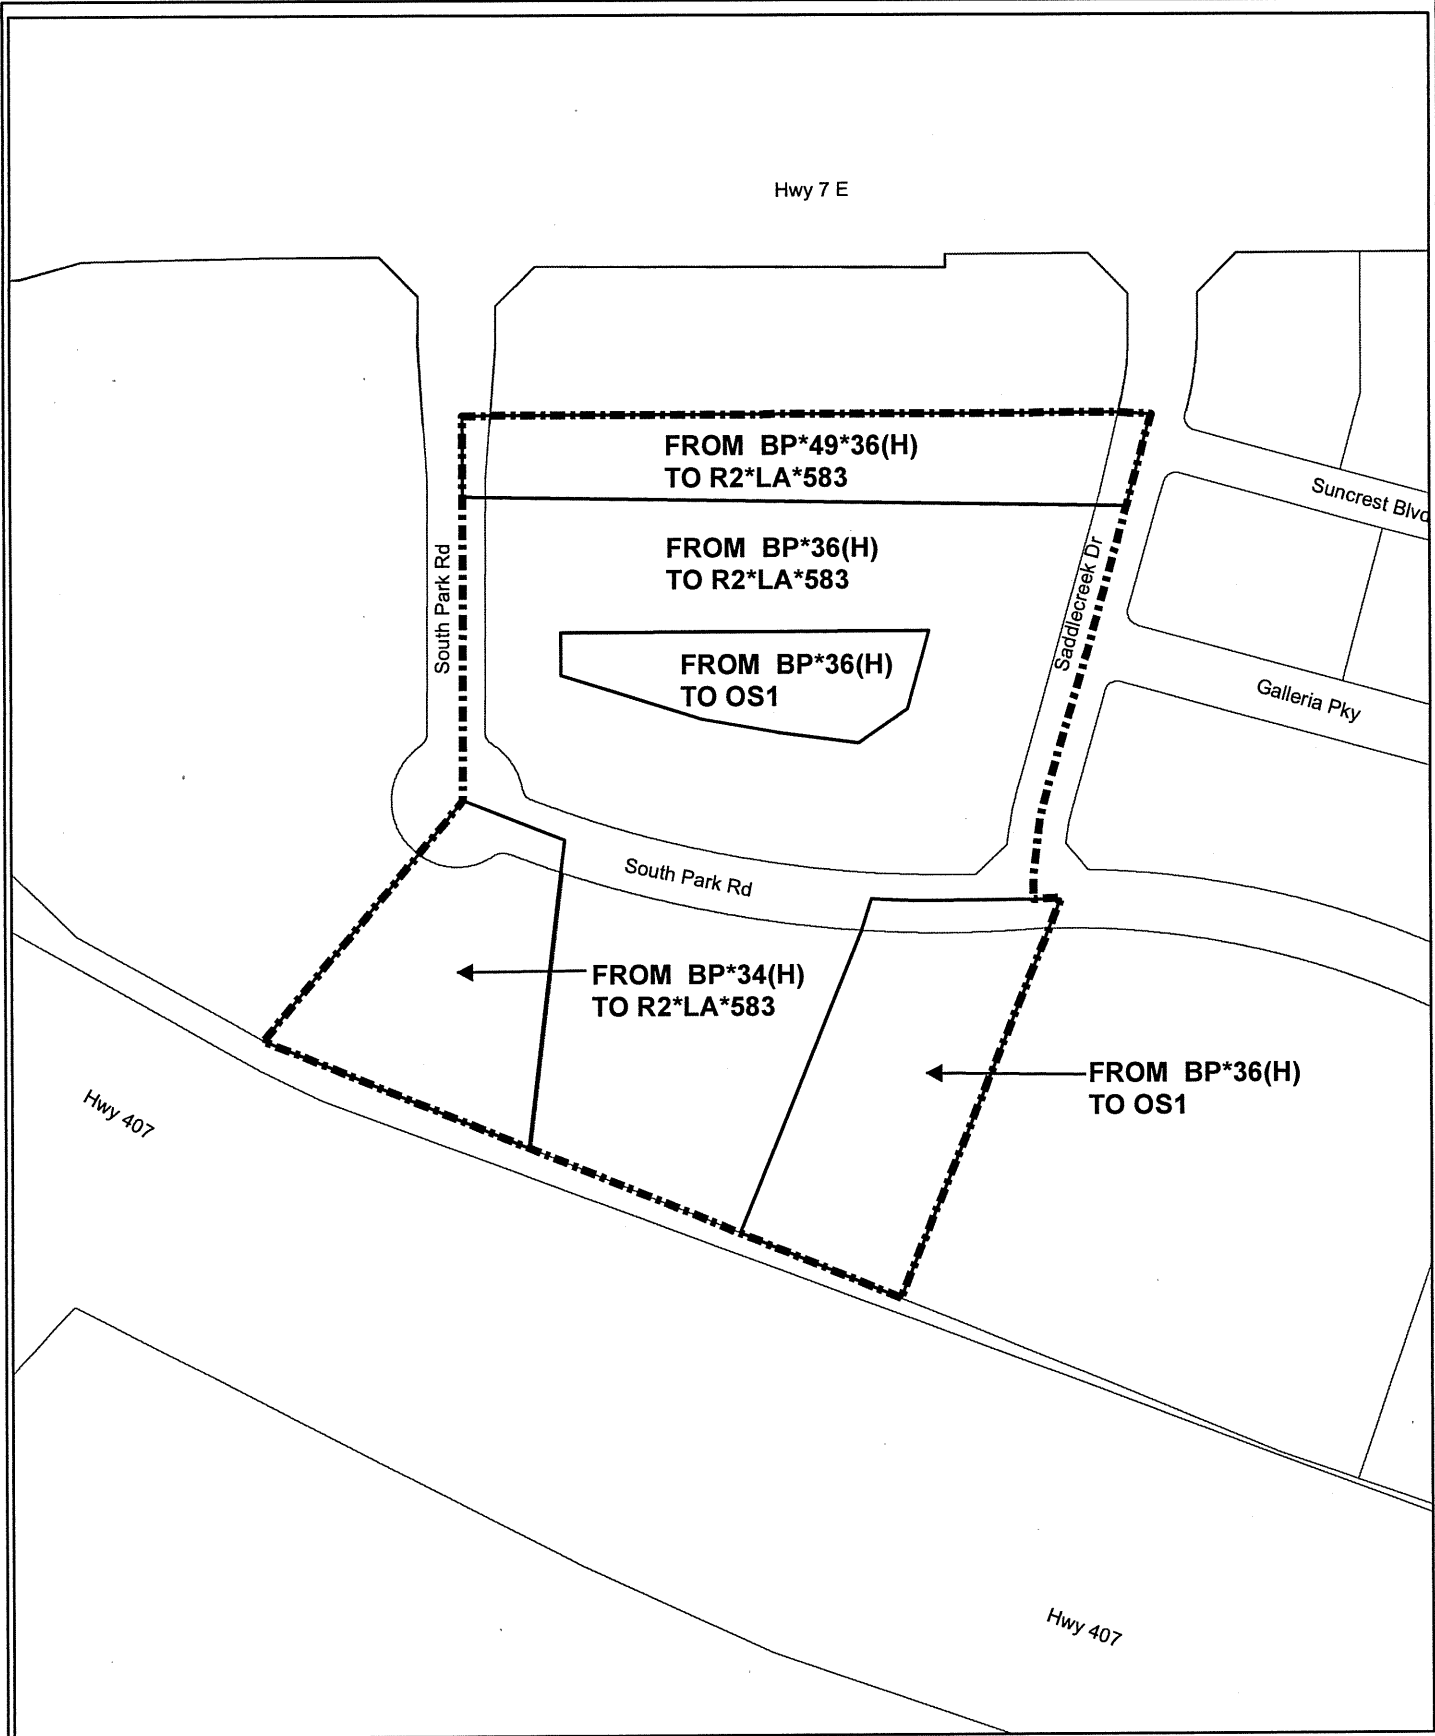 Hwy 7 E
FROM BP*49*36(H)
TO R2*LA*583
Suncrest Blvd
FROM BP*36(H)
TO R2*LA*583
South Park Rd
Saddlecreek Dr
FROM BP*36(H)
TO OS1
Galleria Pky
South Park Rd
FROM BP*34(H)
TO R2*LA*583
FROM BP*36(H)
TO OS1
Hwy 407
Hwy 407